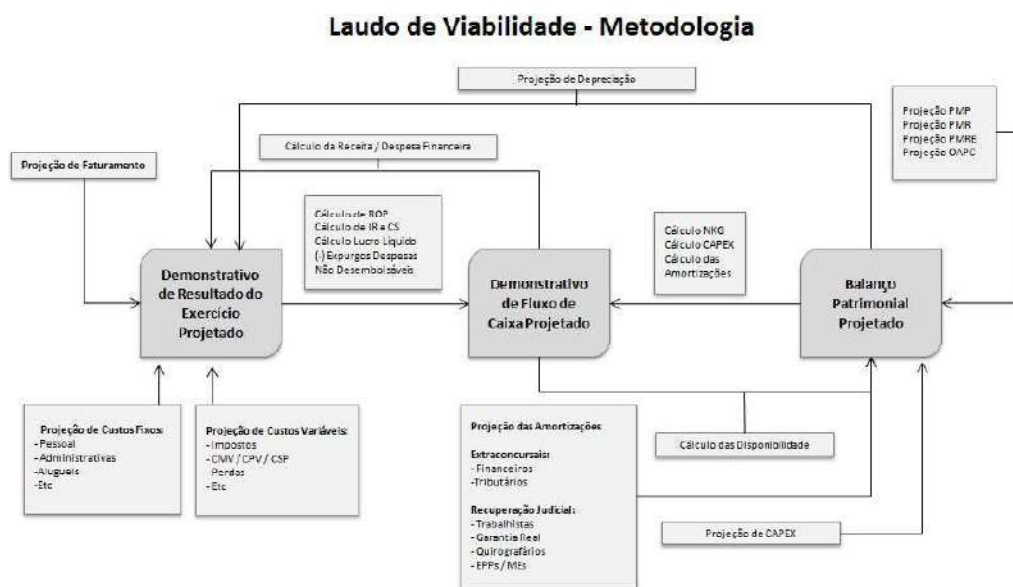 Laudo de Viabilidade - Metodologia
Projeção de Depreciação
Projeção PMP
Projeção PMR
Projeção PMRE
Projeção OAPC
Cálculo da Receita / Despesa Financeira
Projeção de Faturamento
Cálculo de ROP
Cálculo de IR e CS
Cálculo Lucro Líquido
(-) Expurgos Despesas
Não Desembolsáveis
Cálculo NKG
Cálculo CAPEX
Cálculo das
Amortizações
Demonstrativo
de Resultado do
Exercício
Projetado
Demonstrativo
de Fluxo de
Caixa Projetado
Balanço
Patrimonial
Projetado
Projeção de Custos Fixos:
- Pessoal
- Administrativas
- Alugueis
- Etc
Projeção de Custos Variáveis:
- Impostos
- CMV / CPV / CSP
Perdas
- Etc
Projeção das Amortizações
Extraconcursais:
- Financeiros
- Tributários
Recuperação Judicial:
- Trabalhistas
- Garantia Real
- Quirografários
- EPPs / MEs
Cálculo das Disponibilidade
Projeção de CAPEX